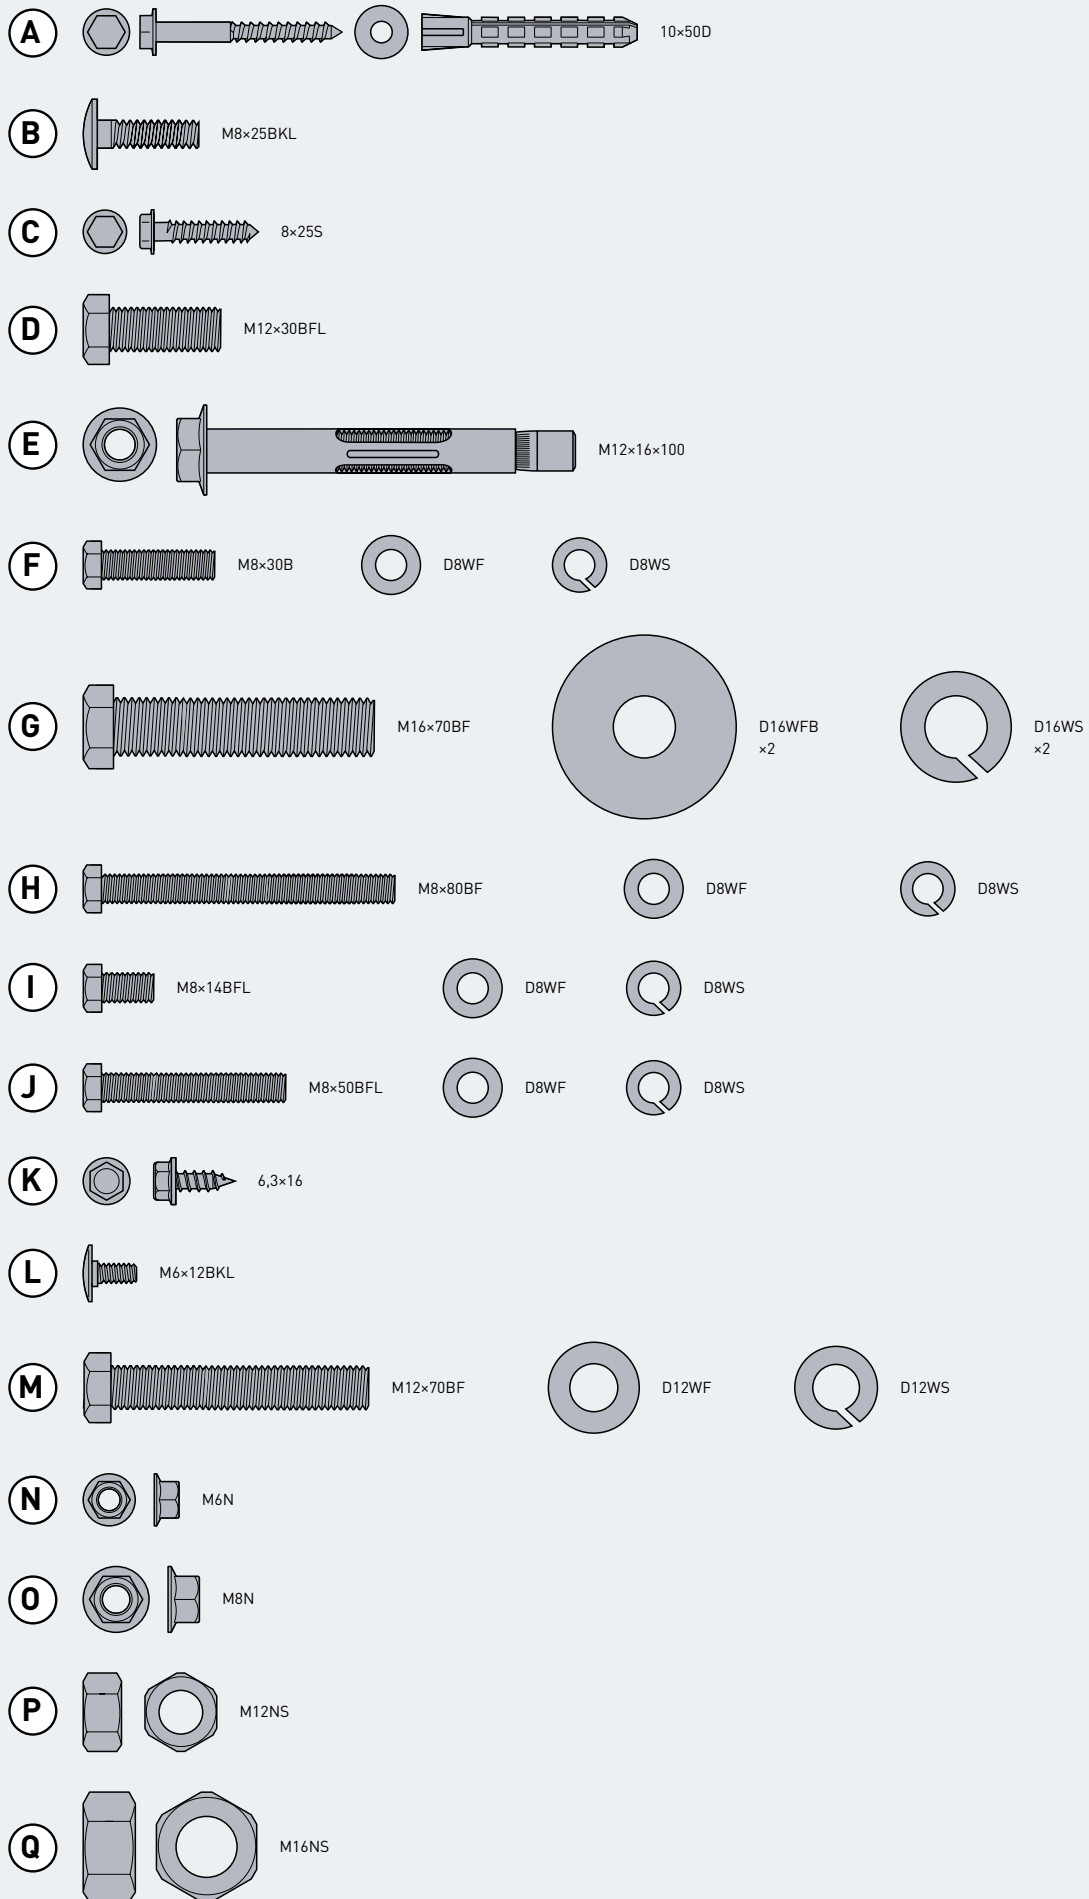 A 10×50D
B M8×25BKL
C 8×25S
D M12×30BFL
E M12×16×100
F M8×30B D8WF D8WS
G M16×70BF D16WFB D16WS
×2 ×2
H M8×80BF D8WF D8WS
I M8×14BFL D8WF D8WS
J M8×50BFL D8WF D8WS
K 6,3×16
L M6×12BKL
M M12×70BF D12WF D12WS
N M6N
O M8N
P M12NS
Q M16NS